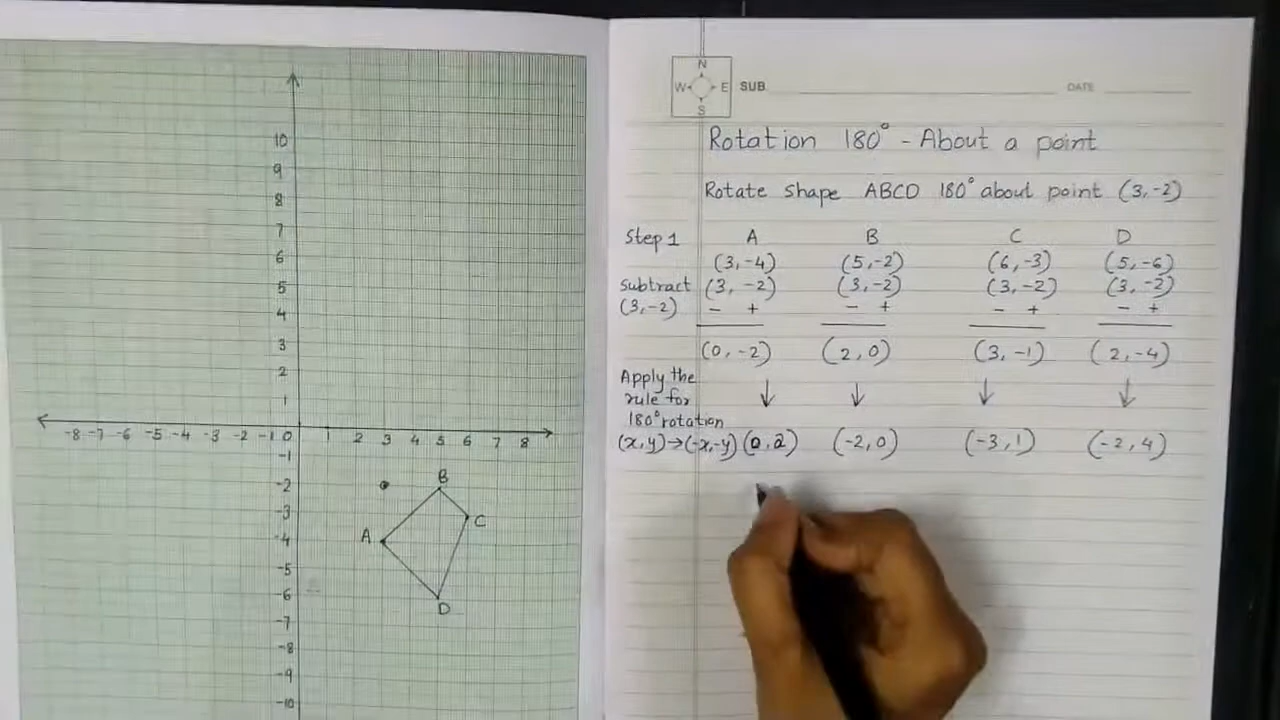 N
W E SUB. DATE
S
Rotation 180° - About a point
Rotate shape ABCD 180° about point (3,-2)
Step 1 A B C D
(3,-4) (5,-2) (6,-3) (5,-6)
Subtract (3,-2) (3,-2) (3,-2) (3,-2)
(3,-2) - + - + - + - +
(0,-2) (2,0) (3,-1) (2,-4)
Apply the
rule for ↓ ↓ ↓ ↓
180° rotation
(x,y)→(-x,-y) (0,2) (-2,0) (-3,1) (-2,4)
10
9
8
7
6
5
4
3
2
1
-8 -7 -6 -5 -4 -3 -2 -1 0 1 2 3 4 5 6 7 8
-1
-2 B
-3 C
-4 A
-5
-6 D
-7
-8
-9
-10